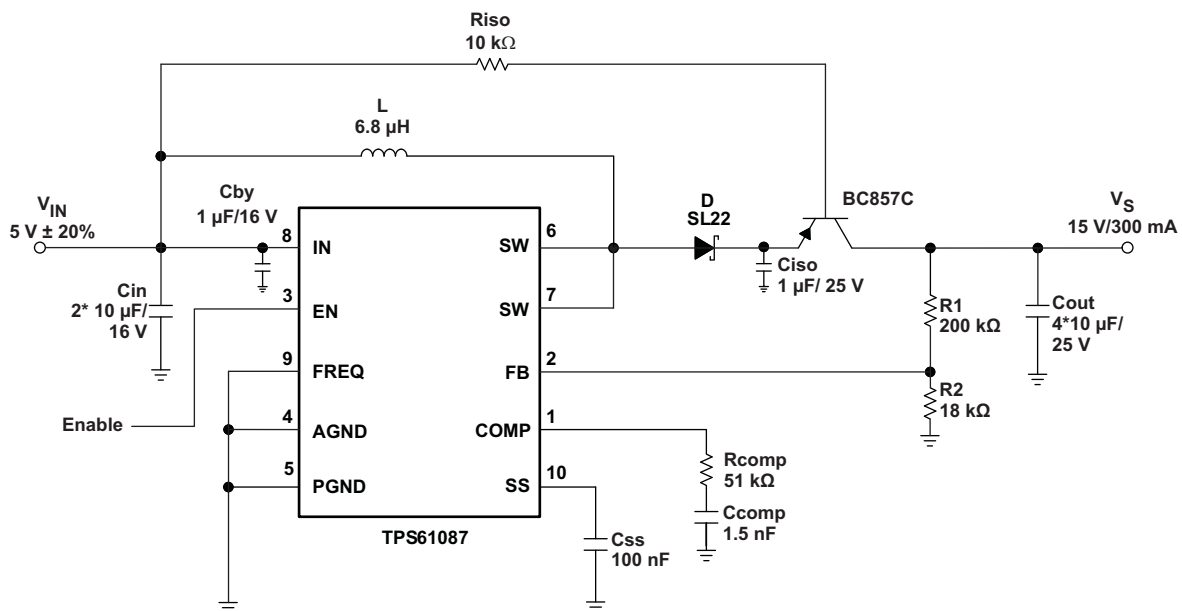 Riso
10 kΩ
L
6.8 µH
Cby
1 µF/16 V
VIN
5 V ± 20%
Cin
2* 10 µF/
16 V
Enable
8
IN
3
EN
9
FREQ
4
AGND
5
PGND
SW
6
SW
7
FB
2
COMP
1
SS
10
TPS61087
D
SL22
BC857C
Ciso
1 µF/ 25 V
VS
15 V/300 mA
R1
200 kΩ
Cout
4*10 µF/
25 V
R2
18 kΩ
Rcomp
51 kΩ
Ccomp
1.5 nF
Css
100 nF